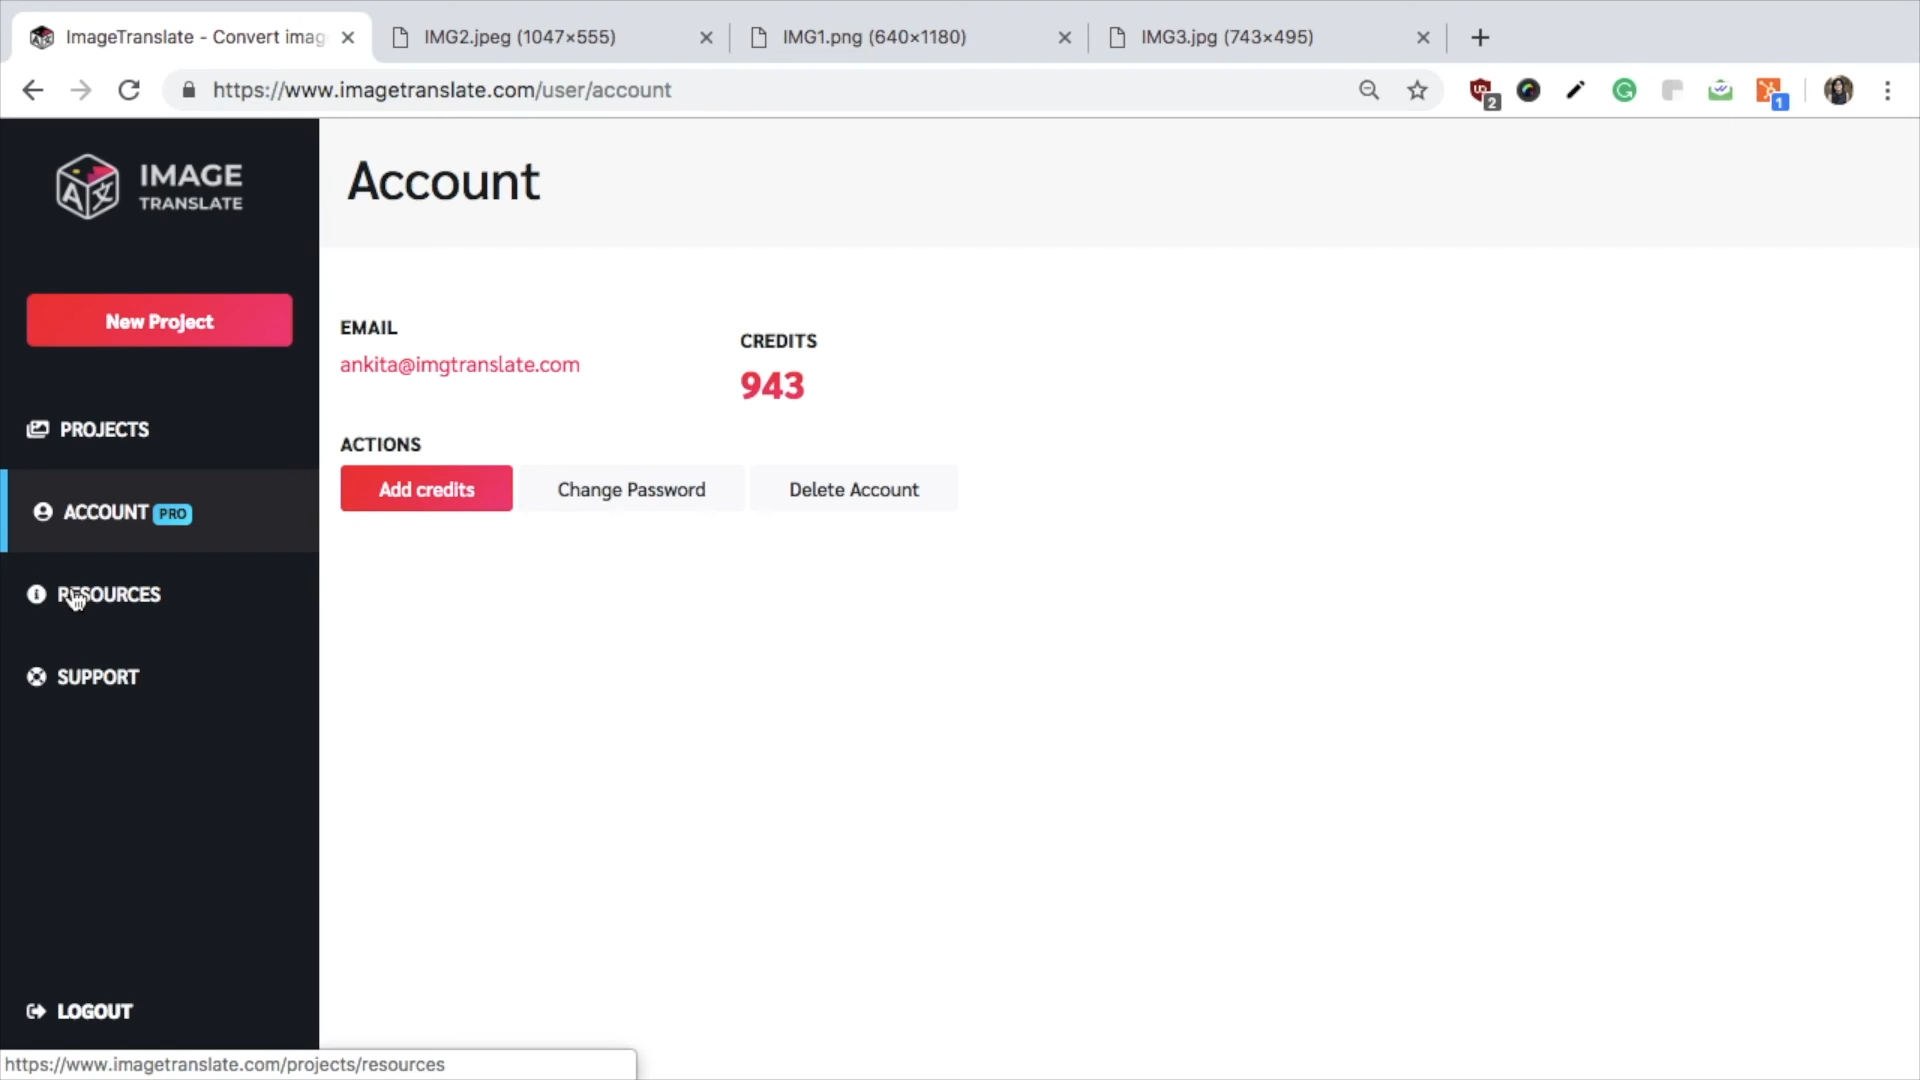 ImageTranslate - Convert imag
IMG2.jpeg (1047×555)
IMG1.png (640×1180)
IMG3.jpg (743×495)
https://www.imagetranslate.com/user/account
2
1
IMAGE
TRANSLATE
Account
New Project
EMAIL
ankita@imgtranslate.com
CREDITS
943
PROJECTS
ACTIONS
Add credits
Change Password
Delete Account
ACCOUNT PRO
RESOURCES
SUPPORT
LOGOUT
https://www.imagetranslate.com/projects/resources